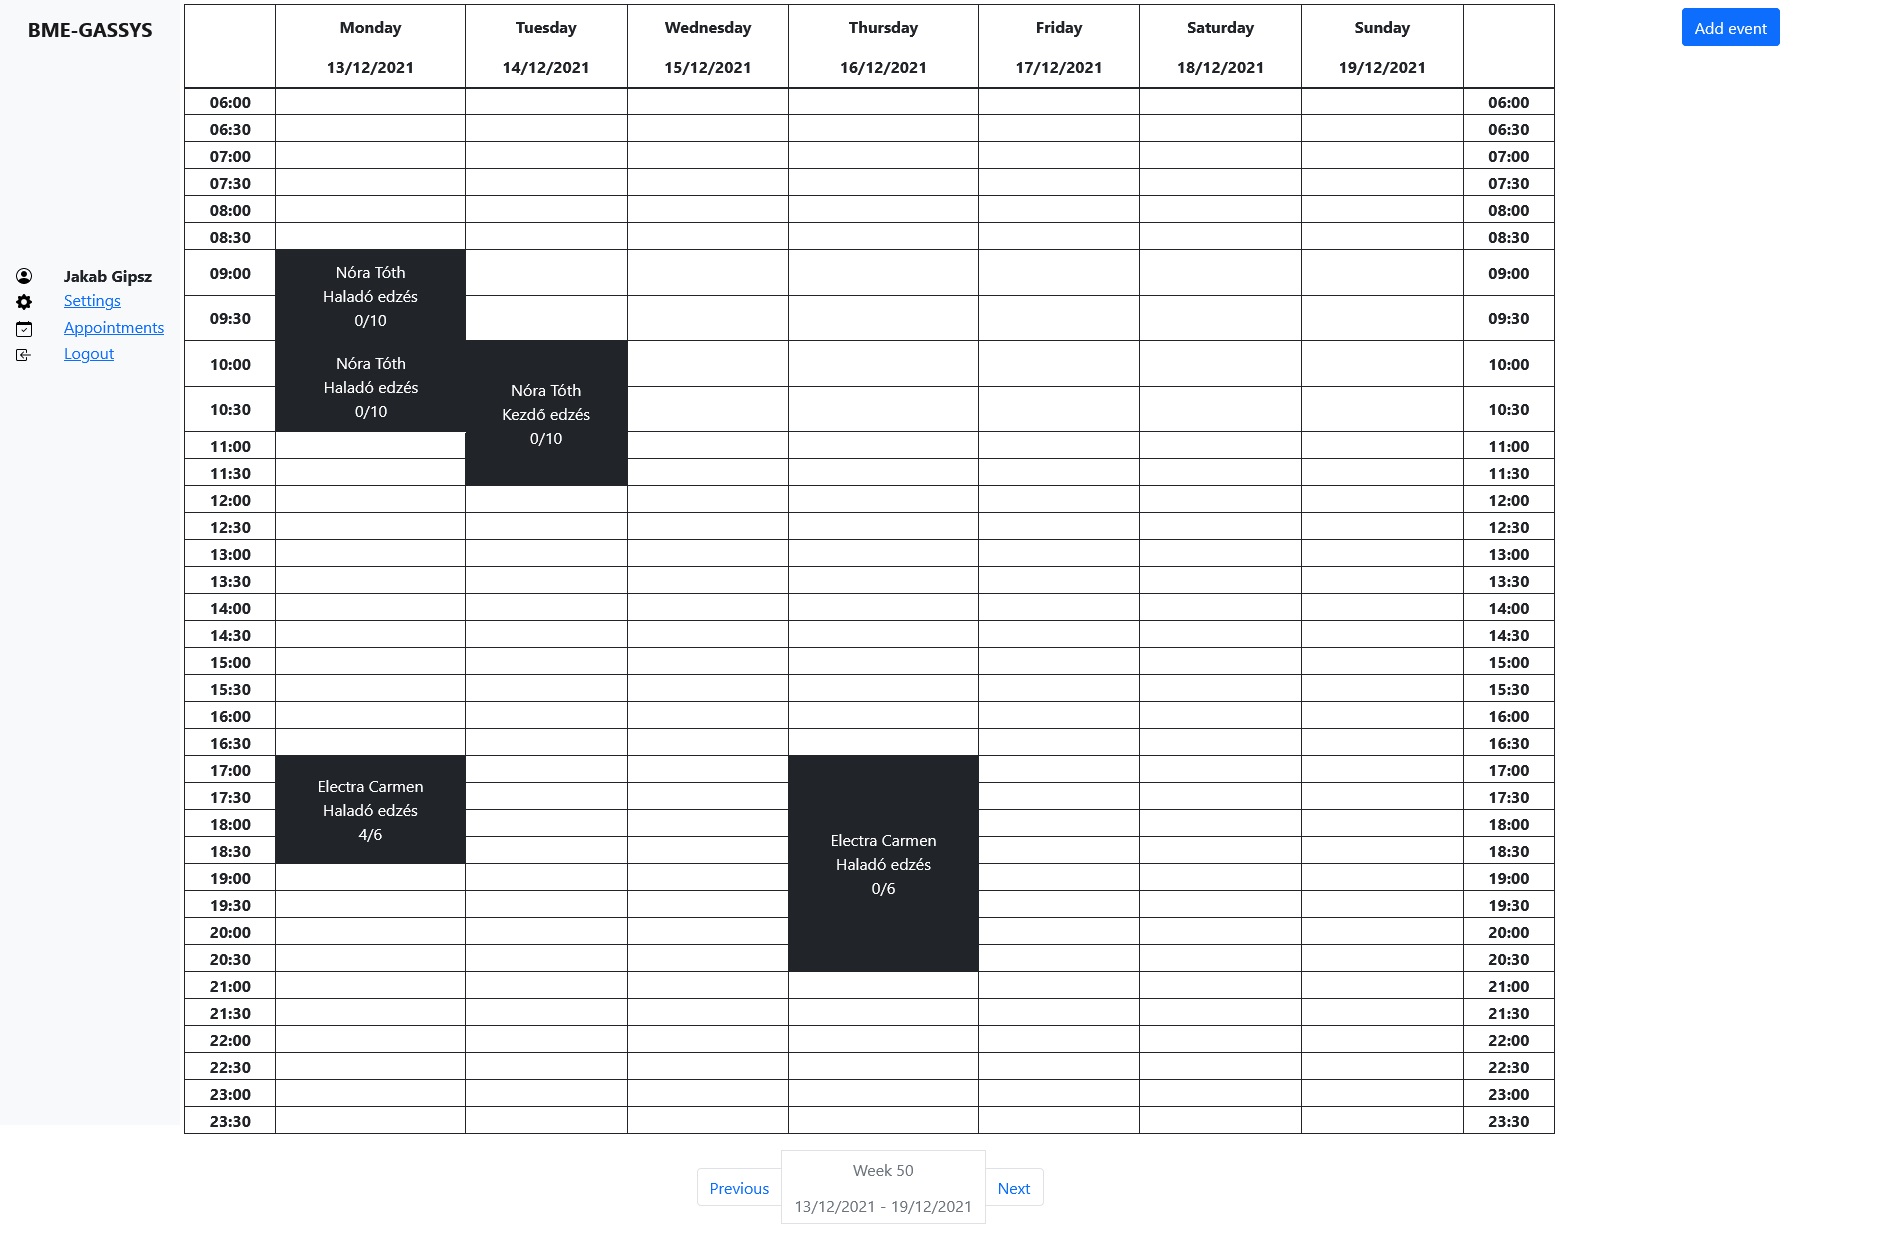 BME-GASSYS
Jakab Gipsz
Settings
Appointments
Logout
Add event
Monday Tuesday Wednesday Thursday Friday Saturday Sunday
13/12/2021 14/12/2021 15/12/2021 16/12/2021 17/12/2021 18/12/2021 19/12/2021
06:00 06:00
06:30 06:30
07:00 07:00
07:30 07:30
08:00 08:00
08:30 08:30
09:00 09:00
Nóra Tóth
Haladó edzés
0/10
09:30 09:30
10:00 10:00
Nóra Tóth
Haladó edzés
0/10
Nóra Tóth
Kezdő edzés
0/10
10:30 10:30
11:00 11:00
11:30 11:30
12:00 12:00
12:30 12:30
13:00 13:00
13:30 13:30
14:00 14:00
14:30 14:30
15:00 15:00
15:30 15:30
16:00 16:00
16:30 16:30
17:00 17:00
Electra Carmen
Haladó edzés
4/6
Electra Carmen
Haladó edzés
0/6
17:30 17:30
18:00 18:00
18:30 18:30
19:00 19:00
19:30 19:30
20:00 20:00
20:30 20:30
21:00 21:00
21:30 21:30
22:00 22:00
22:30 22:30
23:00 23:00
23:30 23:30
Previous
Week 50
13/12/2021 - 19/12/2021
Next